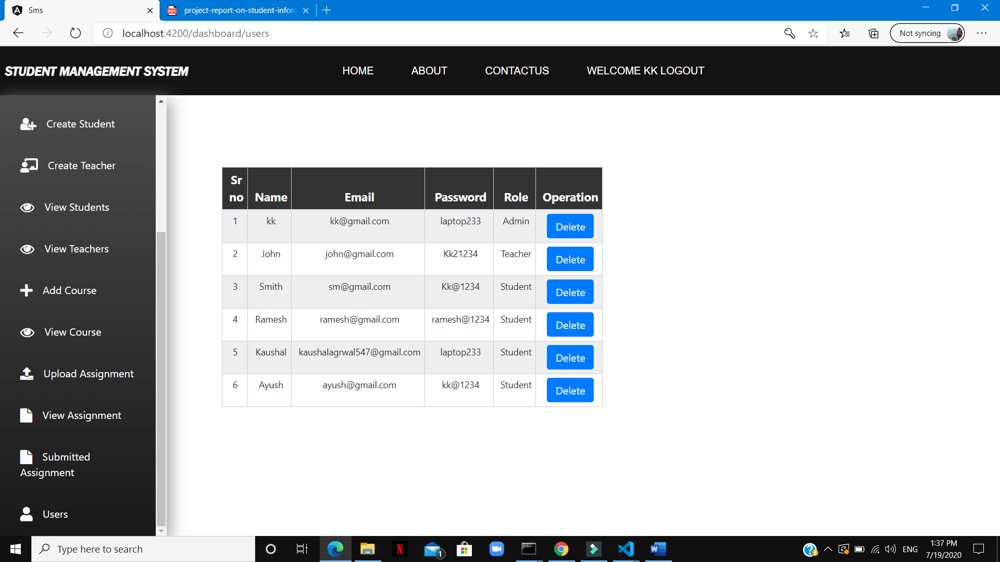 Sms
project-report-on-student-infor
localhost:4200/dashboard/users
Not syncing
STUDENT MANAGEMENT SYSTEM
HOME ABOUT CONTACTUS WELCOME KK LOGOUT
Create Student
Create Teacher
View Students
View Teachers
Add Course
View Course
Upload Assignment
View Assignment
Submitted
Assignment
Users
Sr no Name Email Password Role Operation
1 kk kk@gmail.com laptop233 Admin Delete
2 John john@gmail.com Kk21234 Teacher Delete
3 Smith sm@gmail.com Kk@1234 Student Delete
4 Ramesh ramesh@gmail.com ramesh@1234 Student Delete
5 Kaushal kaushalagrwal547@gmail.com laptop233 Student Delete
6 Ayush ayush@gmail.com kk@1234 Student Delete
Type here to search
1
ENG
1:37 PM
7/19/2020